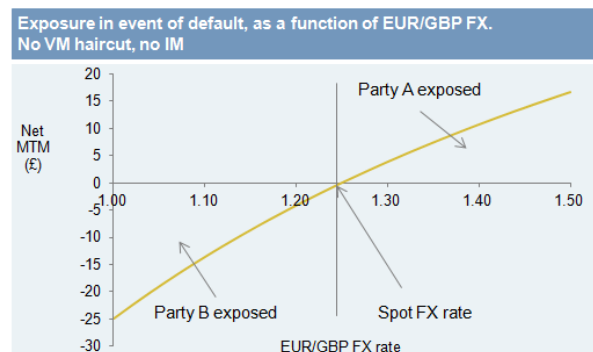 Exposure in event of default, as a function of EUR/GBP FX.
No VM haircut, no IM
20
15
10
5
0
-5
-10
-15
-20
-25
-30
Net
MTM
(£)
Party A exposed
1.00
1.10
1.20
1.30
1.40
1.50
Party B exposed
Spot FX rate
EUR/GBP FX rate